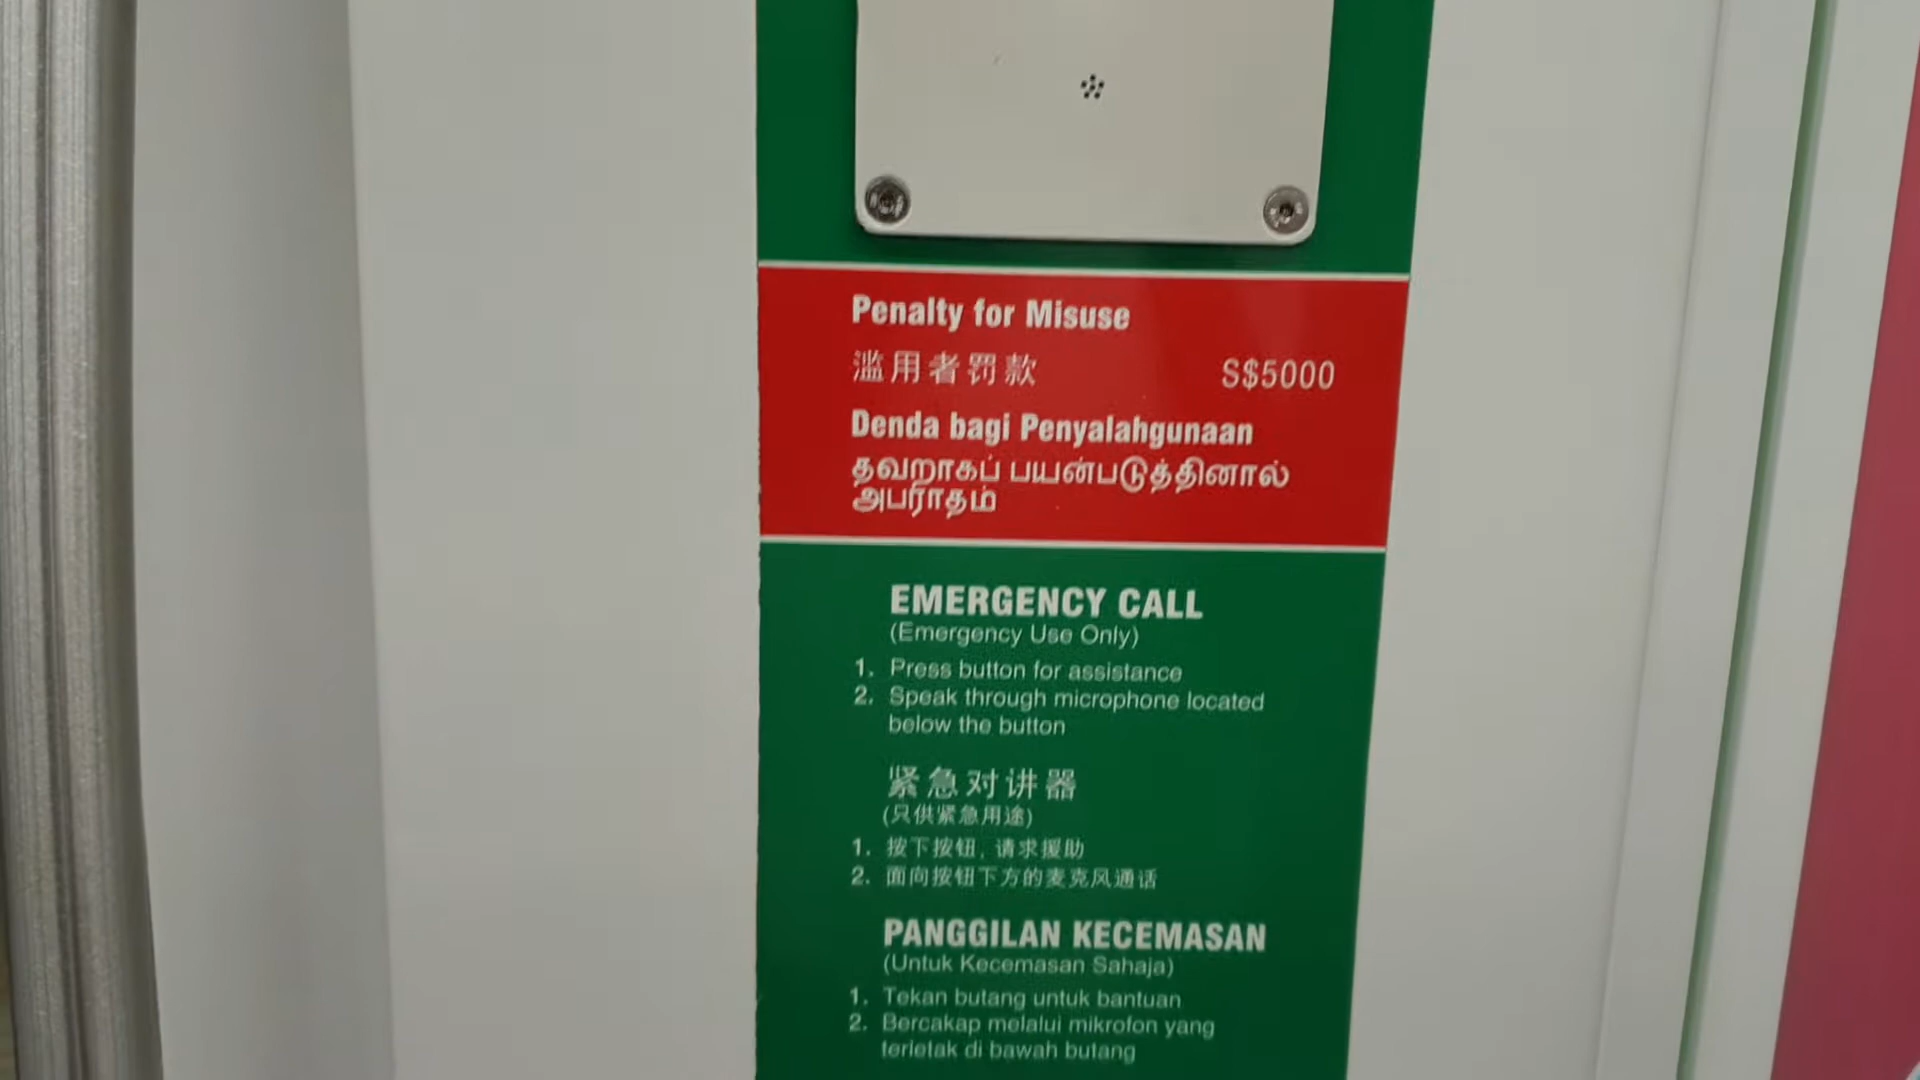 Penalty for Misuse
滥用者罚款 S$5000
Denda bagi Penyalahgunaan
தவறாகப் பயன்படுத்தினால்
அபராதம்
EMERGENCY CALL
(Emergency Use Only)
1. Press button for assistance
2. Speak through microphone located
below the button
紧急对讲器
(只供紧急用途)
1. 按下按钮, 请求援助
2. 面向按钮下方的麦克风通话
PANGGILAN KECEMASAN
(Untuk Kecemasan Sahaja)
1. Tekan butang untuk bantuan
2. Bercakap melalui mikrofon yang
terletak di bawah butang